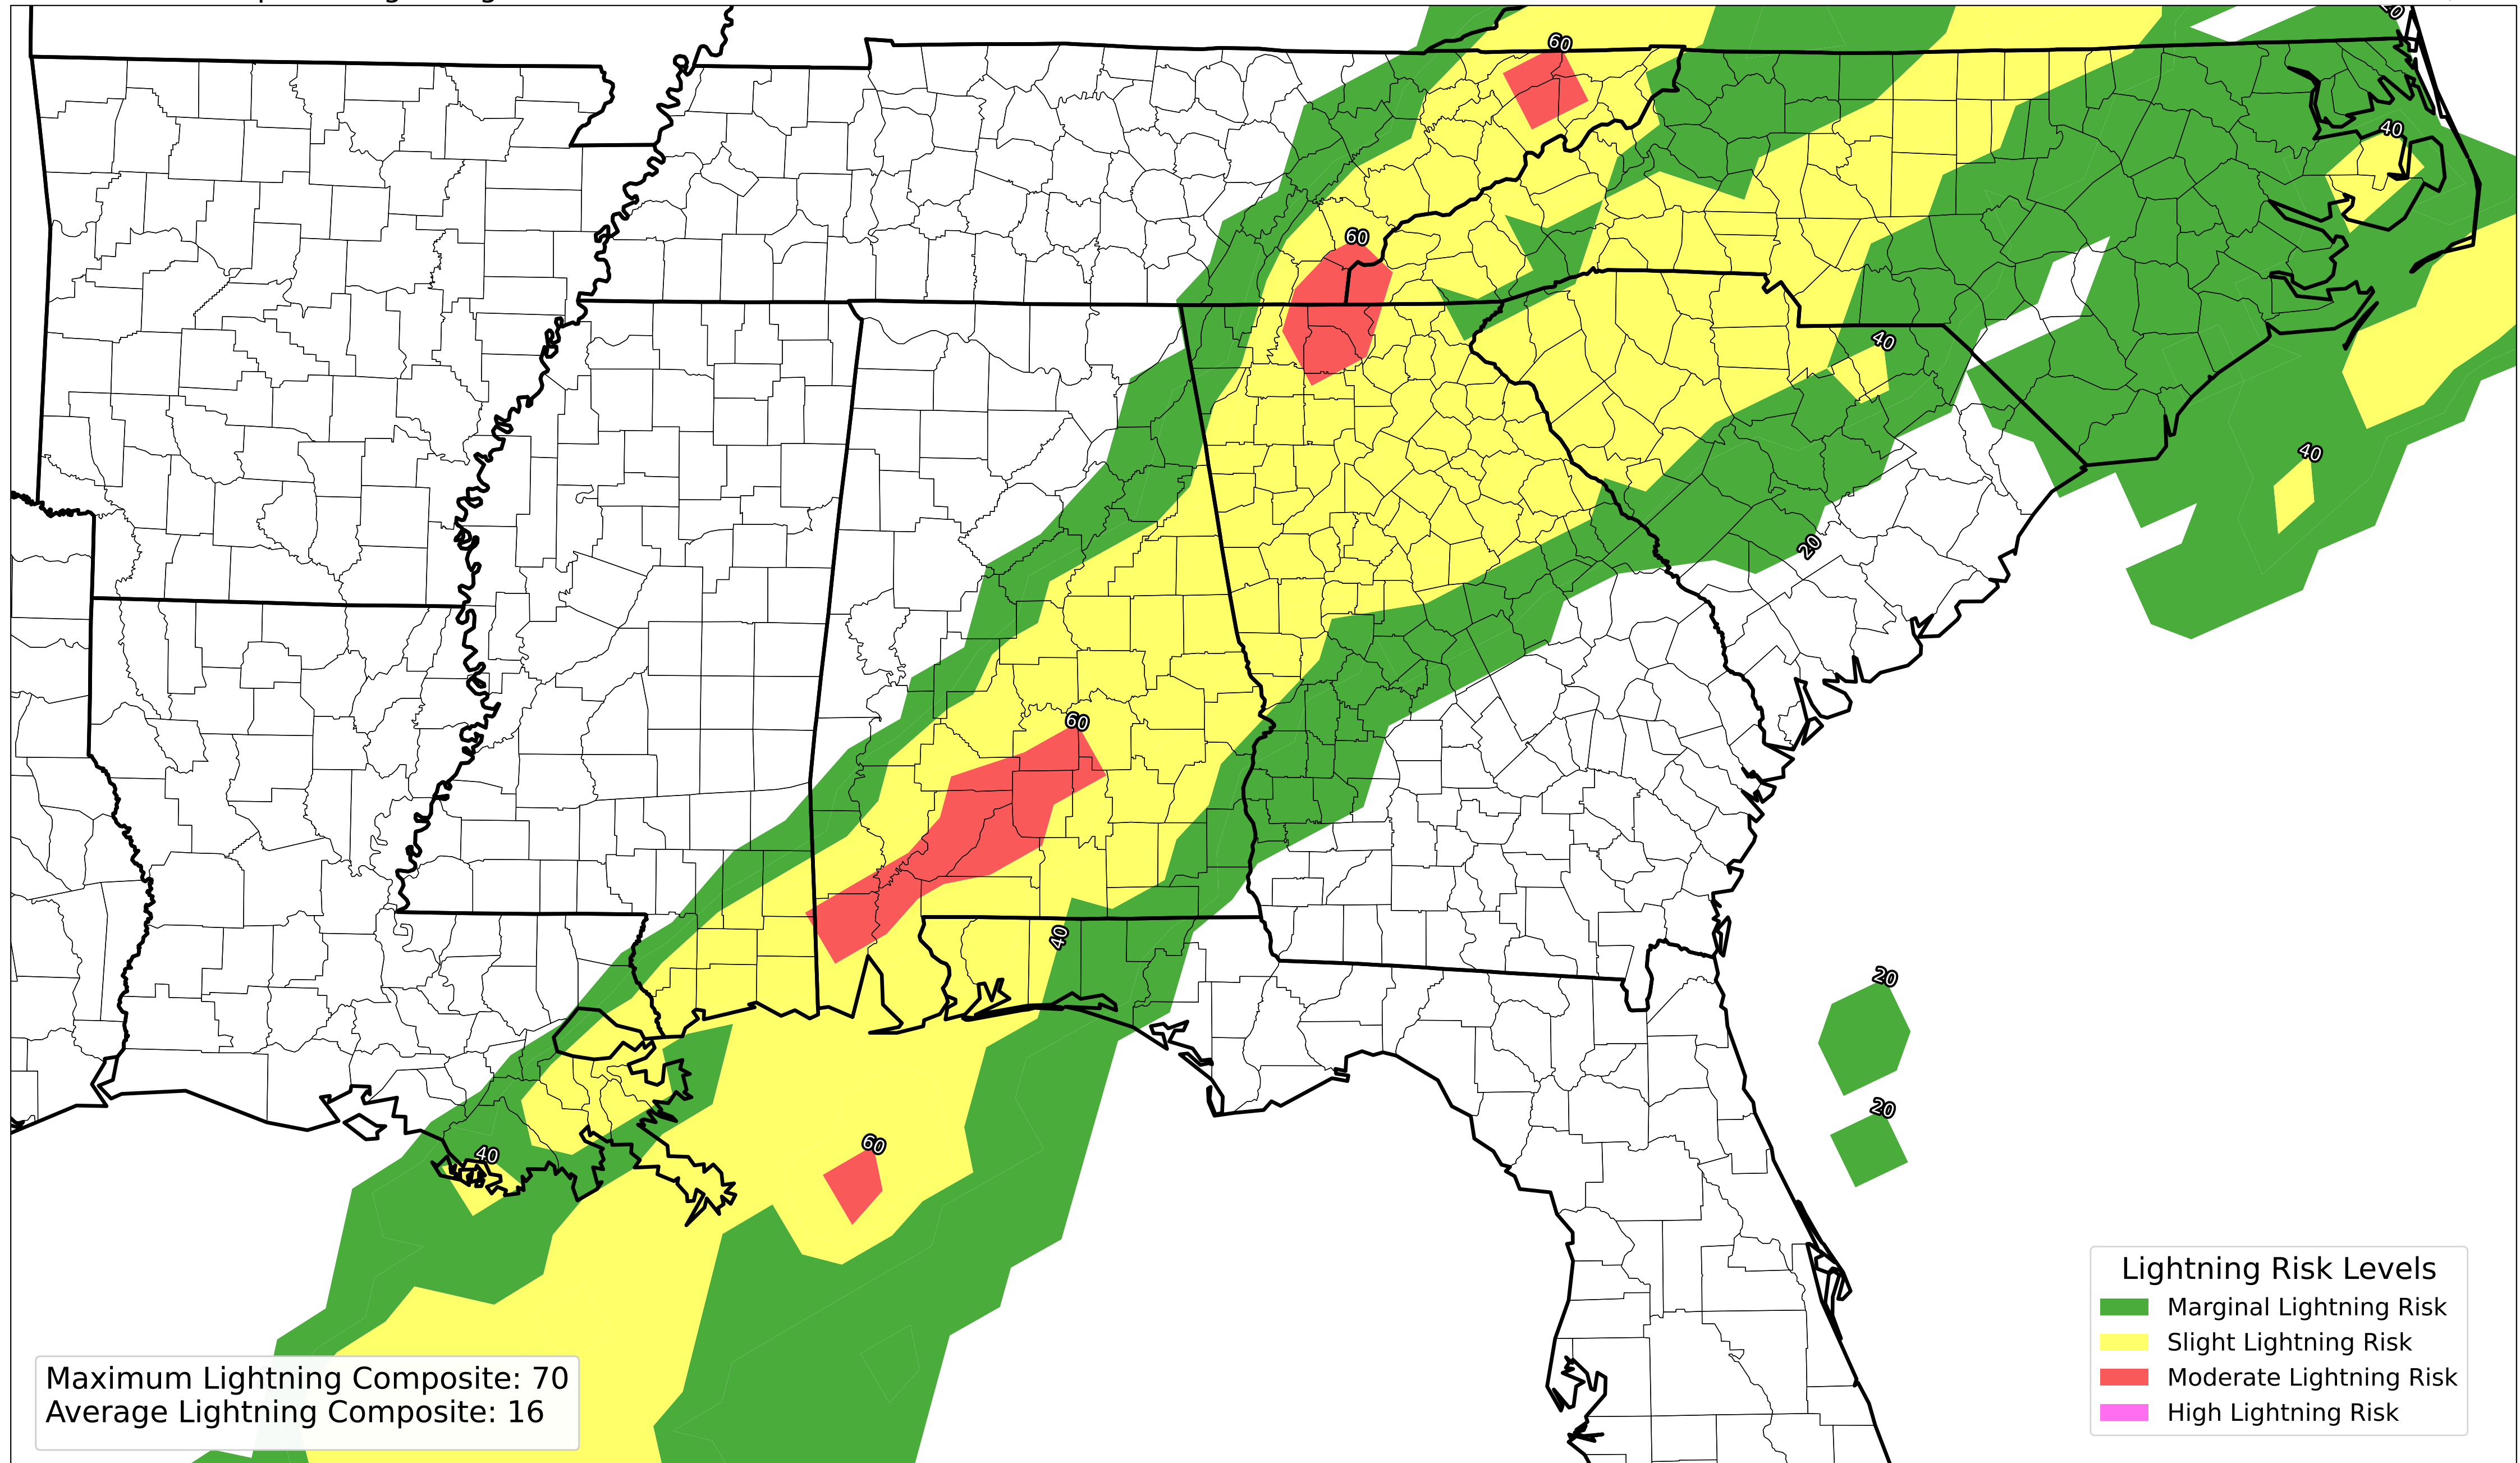 20
60
40
60
40
40
20
60
40
20
20
60
40
Lightning Risk Levels
Marginal Lightning Risk
Slight Lightning Risk
Moderate Lightning Risk
High Lightning Risk
Maximum Lightning Composite: 70
Average Lightning Composite: 16